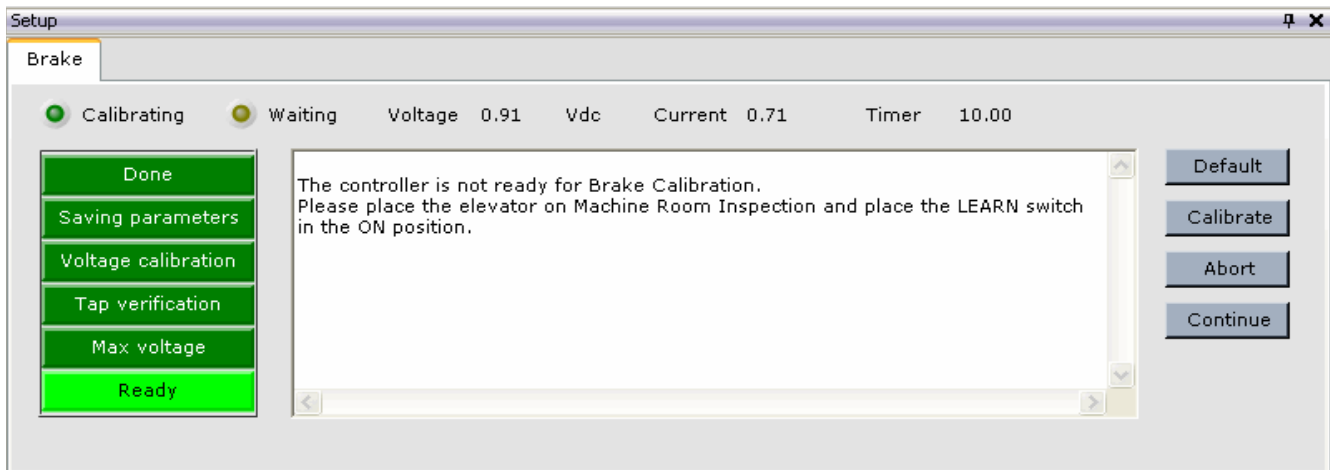 Setup
Brake
Calibrating Waiting Voltage 0.91 Vdc Current 0.71 Timer 10.00
Done
Saving parameters
Voltage calibration
Tap verification
Max voltage
Ready
The controller is not ready for Brake Calibration.
Please place the elevator on Machine Room Inspection and place the LEARN switch
in the ON position.
Default
Calibrate
Abort
Continue